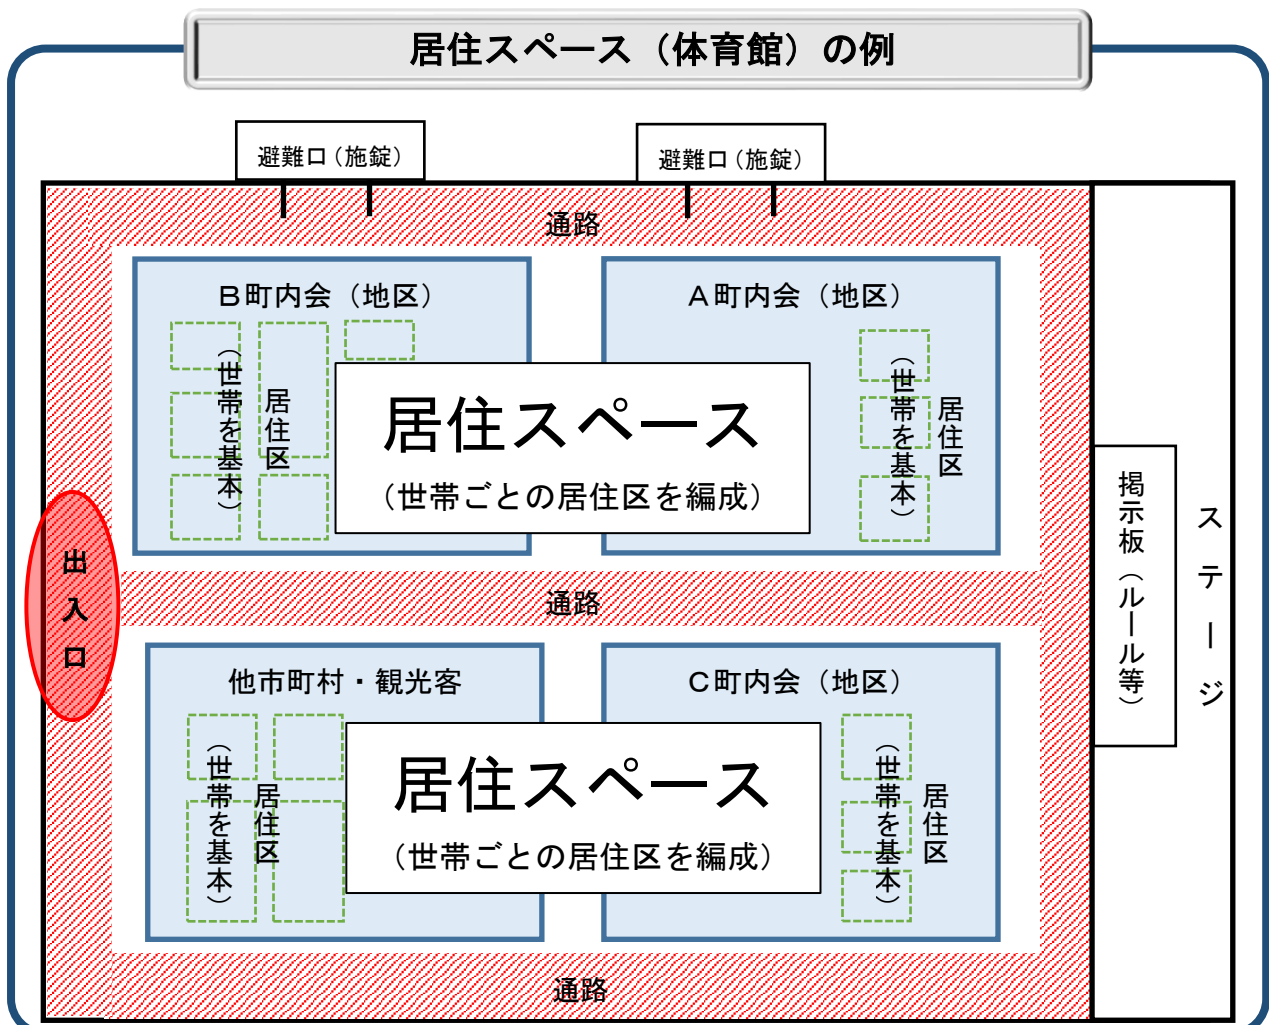 居住スペース（体育館）の例
避難口（施錠）
避難口（施錠）
通路
Ｂ町内会（地区）
居住区
（世帯を基本）
Ａ町内会（地区）
居住区
（世帯を基本）
居住スペース
（世帯ごとの居住区を編成）
出入口
通路
掲示板（ルール等）
ステージ
他市町村・観光客
居住区
（世帯を基本）
Ｃ町内会（地区）
居住区
（世帯を基本）
居住スペース
（世帯ごとの居住区を編成）
通路